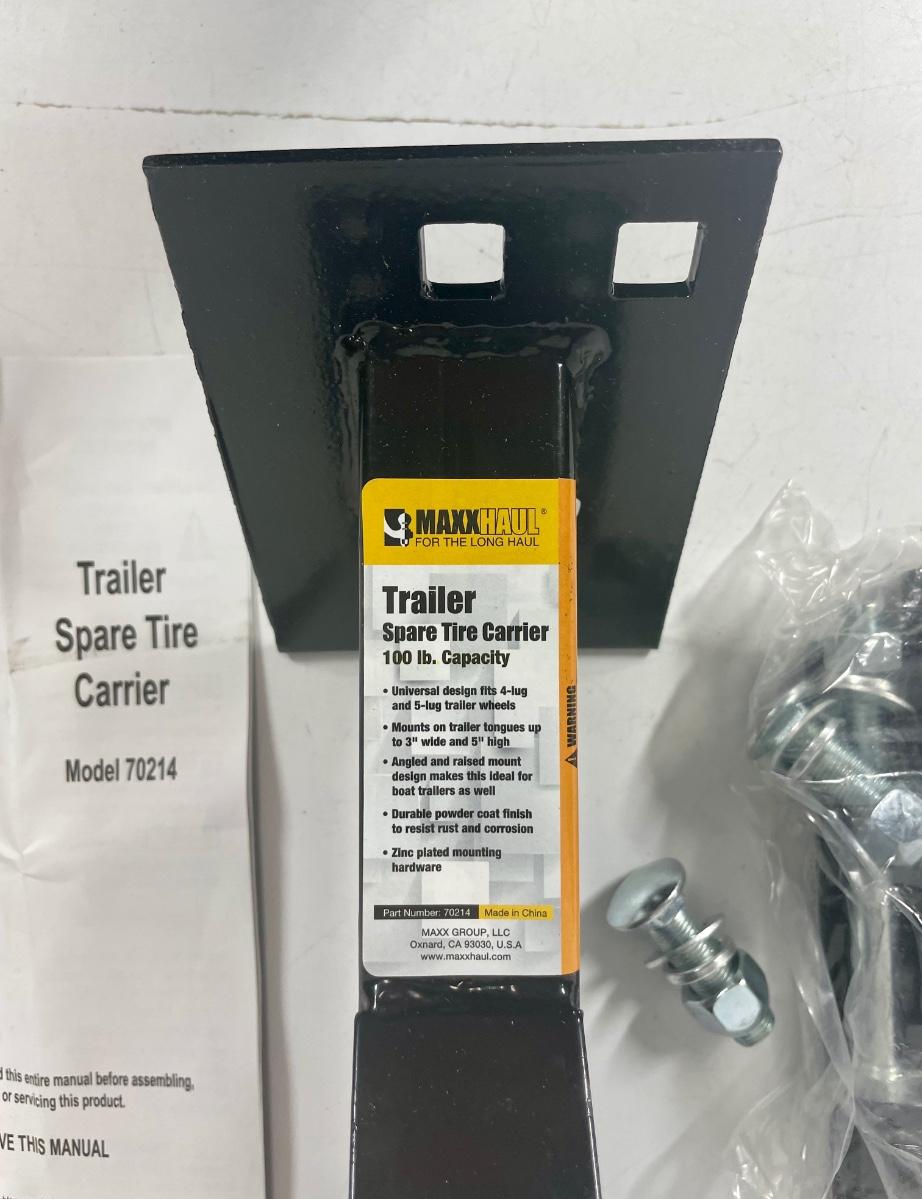 Trailer
Spare Tire
Carrier
Model 70214
this entire manual before assembling,
or servicing this product.
THIS MANUAL
MAXXHAUL®
FOR THE LONG HAUL
Trailer
Spare Tire Carrier
100 lb. Capacity
• Universal design fits 4-lug
and 5-lug trailer wheels
• Mounts on trailer tongues up
to 3" wide and 5" high
• Angled and raised mount
design makes this ideal for
boat trailers as well
• Durable powder coat finish
to resist rust and corrosion
• Zinc plated mounting
hardware
Part Number: 70214 Made in China
MAXX GROUP, LLC
Oxnard, CA 93030, U.S.A
www.maxxhaul.com
WARNING